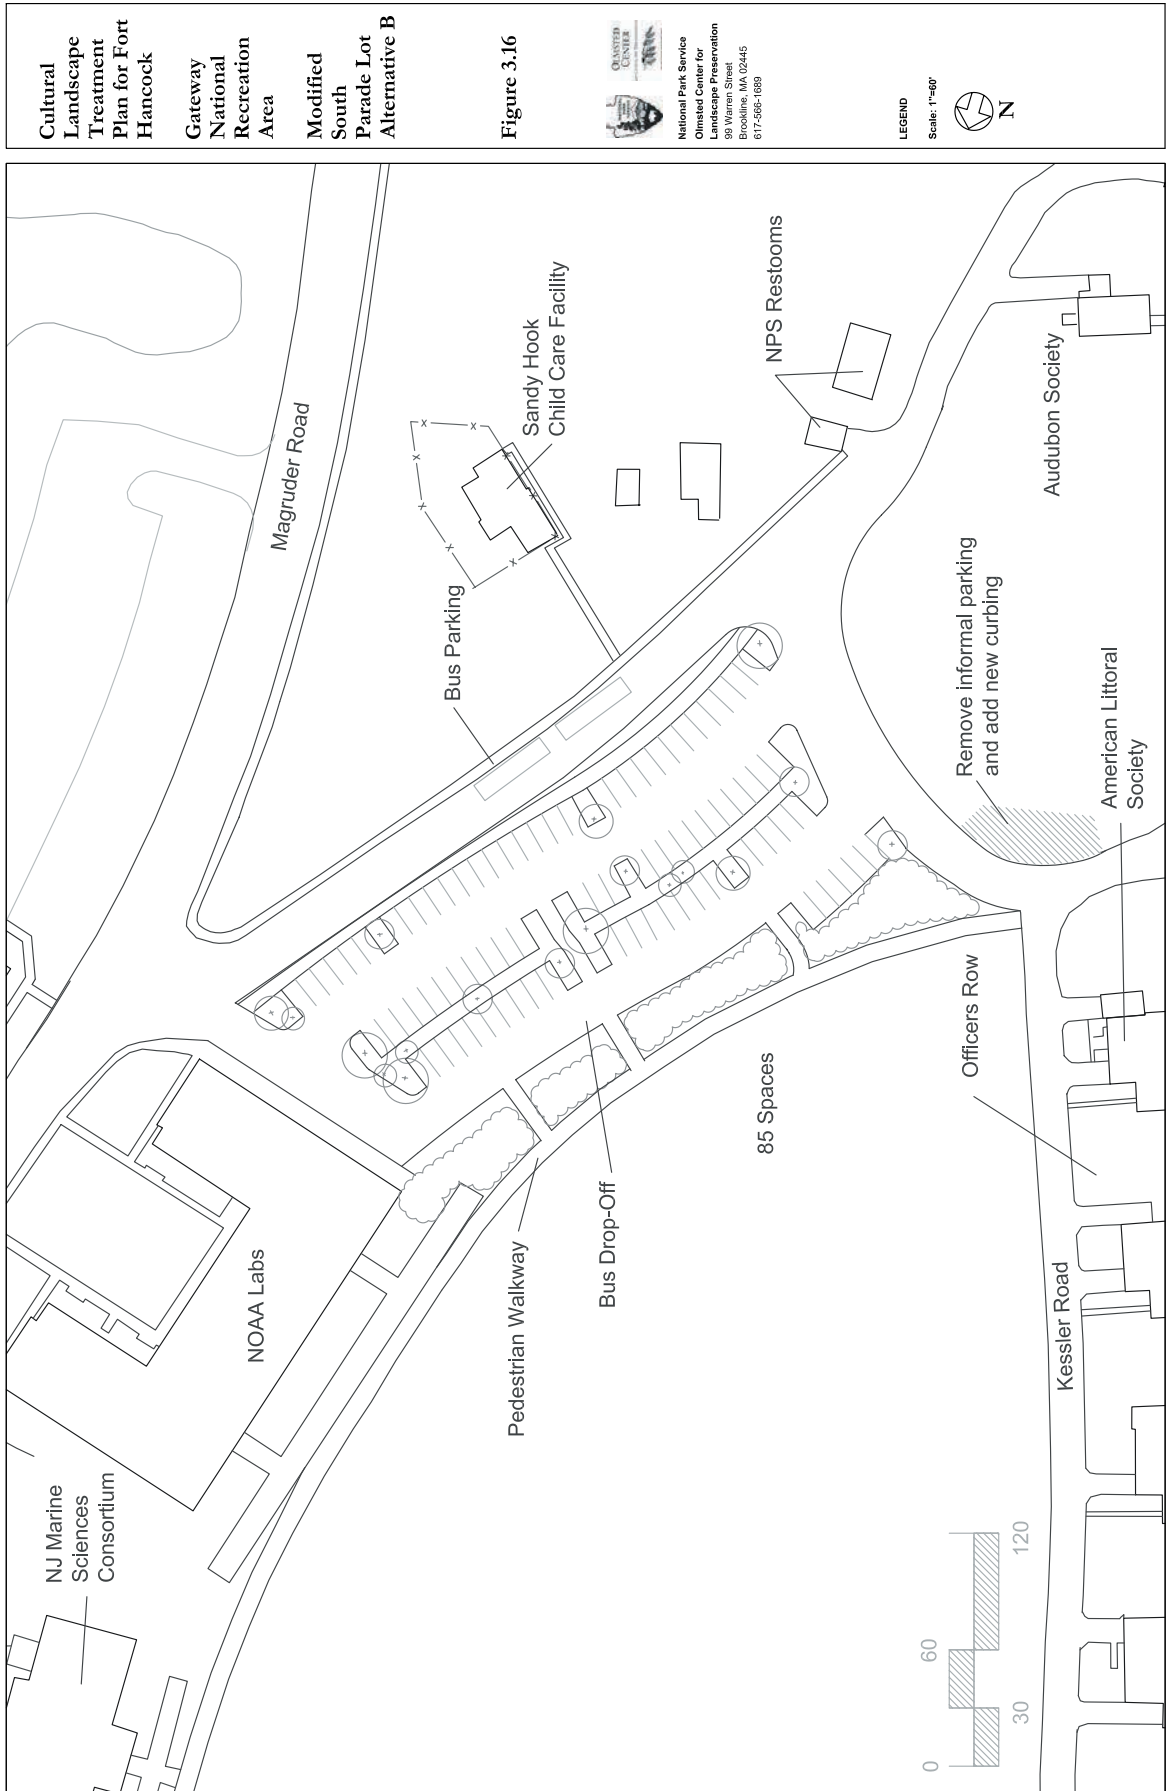 Cultural
Landscape
Treatment
Plan for Fort
Hancock
Gateway
National
Recreation
Area
Modified
South
Parade Lot
Alternative B
Figure 3.16
OLMSTED
CENTER
National Park Service
Olmsted Center for
Landscape Preservation
99 Warren Street
Brookline, MA 02445
617-566-1689
LEGEND
Scale: 1"=60'
N
Magruder Road
Sandy Hook
Child Care Facility
NPS Restooms
Audubon Society
Bus Parking
Remove informal parking
and add new curbing
American Littoral
Society
Officers Row
85 Spaces
Bus Drop-Off
Pedestrian Walkway
NOAA Labs
Kessler Road
NJ Marine
Sciences
Consortium
0
30
60
120